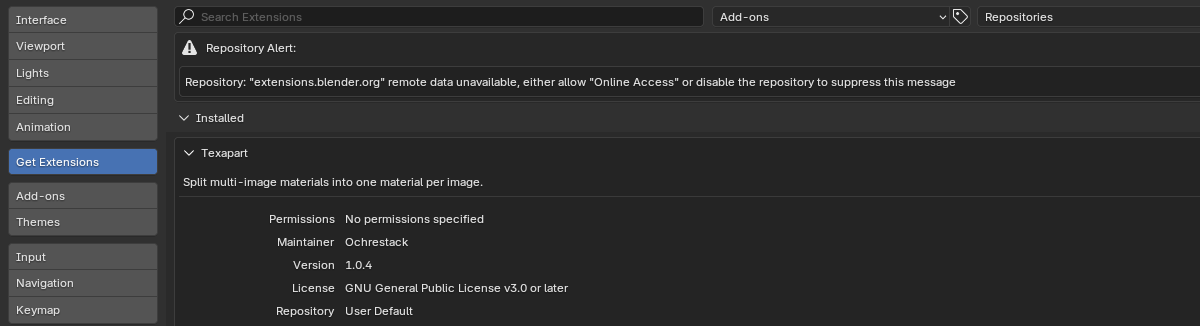 Interface
Viewport
Lights
Editing
Animation
Get Extensions
Add-ons
Themes
Input
Navigation
Keymap
Search Extensions
Add-ons
Repositories
Repository Alert:
Repository: "extensions.blender.org" remote data unavailable, either allow "Online Access" or disable the repository to suppress this message
Installed
Texapart
Split multi-image materials into one material per image.
Permissions No permissions specified
Maintainer Ochrestack
Version 1.0.4
License GNU General Public License v3.0 or later
Repository User Default